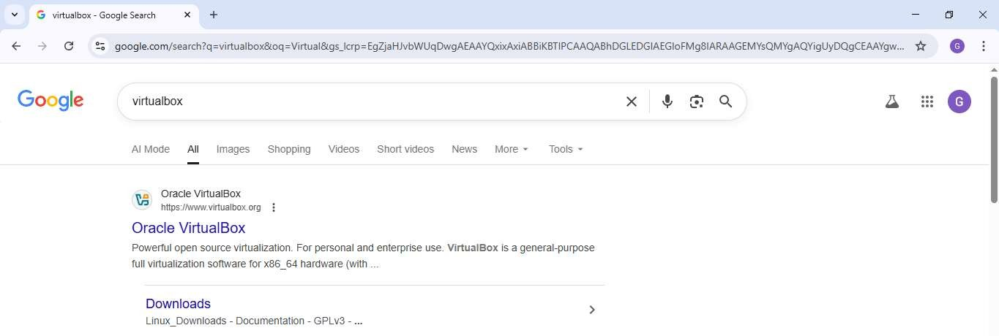 virtualbox - Google Search
google.com/search?q=virtualbox&oq=Virtual&gs_lcrp=EgZjaHJvbWUqDwgAEAAYQxixAxiABBiKBTIPCAAQABhDGLEDGIAEGIoFMg8IARAAGEMYsQMYgAQYigUyDQgCEAAYgw...
G
Google
virtualbox
G
AI Mode All Images Shopping Videos Short videos News More Tools
Oracle VirtualBox
https://www.virtualbox.org
Oracle VirtualBox
Powerful open source virtualization. For personal and enterprise use. VirtualBox is a general-purpose
full virtualization software for x86_64 hardware (with ...
Downloads
Linux_Downloads - Documentation - GPLv3 - ...